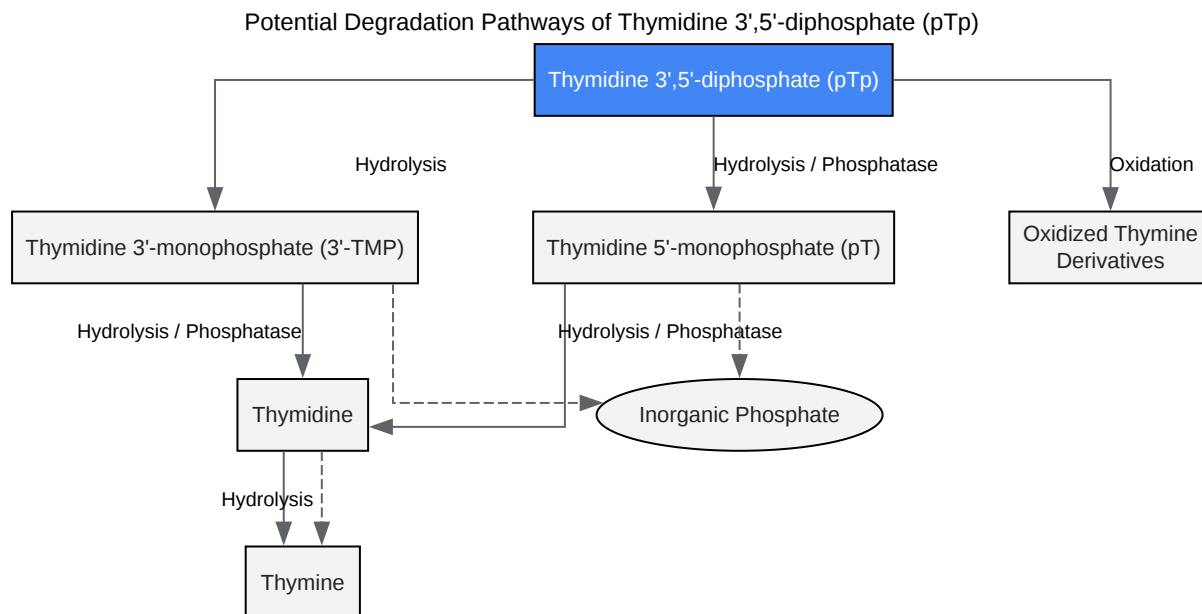 Potential Degradation Pathways of Thymidine 3',5'-diphosphate (pTp)
Thymidine 3',5'-diphosphate (pTp)
Hydrolysis
Hydrolysis / Phosphatase
Oxidation
Thymidine 3'-monophosphate (3'-TMP)
Thymidine 5'-monophosphate (pT)
Oxidized Thymine
Derivatives
Hydrolysis / Phosphatase
Hydrolysis / Phosphatase
Thymidine
Inorganic Phosphate
Hydrolysis
Thymine